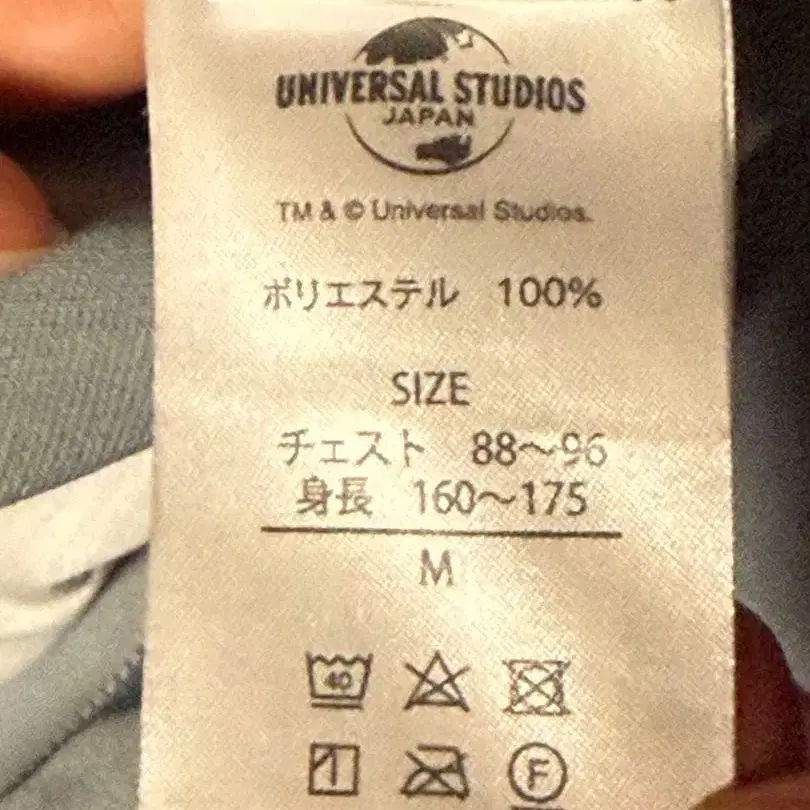 UNIVERSAL STUDIOS
JAPAN
TM & © Universal Studios.
ポリエステル 100%
SIZE
チェスト 88～96
身長 160～175
M
40
F